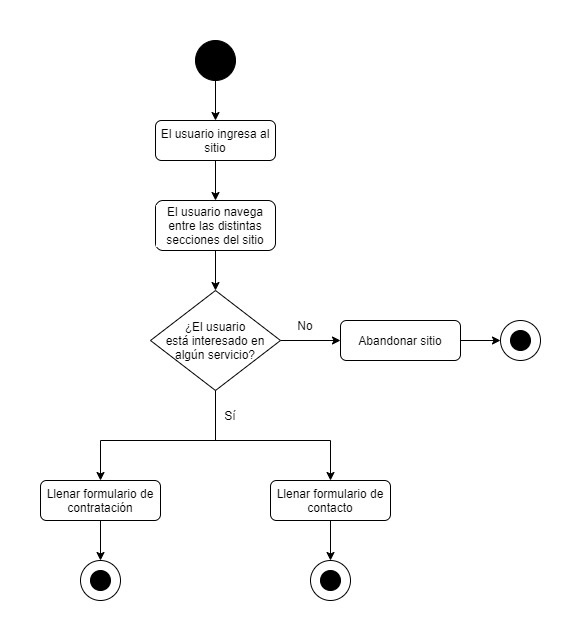 El usuario ingresa al
sitio
El usuario navega
entre las distintas
secciones del sitio
¿El usuario
está interesado en
algún servicio?
No
Abandonar sitio
Sí
Llenar formulario de
contratación
Llenar formulario de
contacto